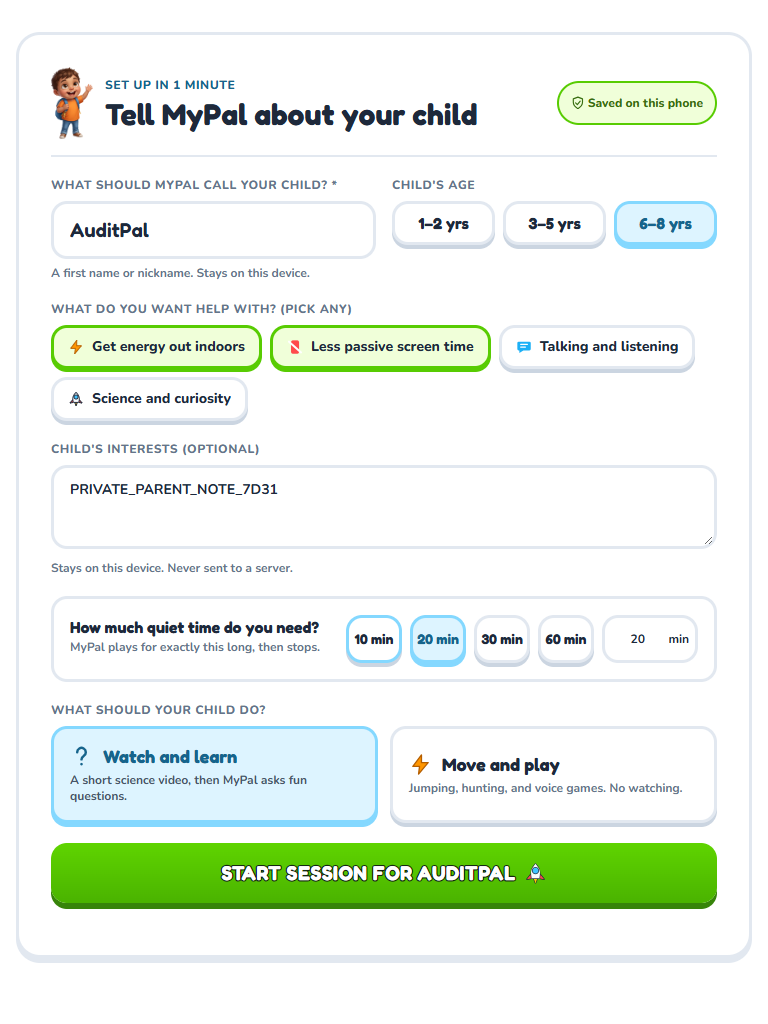 SET UP IN 1 MINUTE
Tell MyPal about your child
Saved on this phone
WHAT SHOULD MYPAL CALL YOUR CHILD? *
AuditPal
A first name or nickname. Stays on this device.
CHILD'S AGE
1–2 yrs
3–5 yrs
6–8 yrs
WHAT DO YOU WANT HELP WITH? (PICK ANY)
Get energy out indoors
Less passive screen time
Talking and listening
Science and curiosity
CHILD'S INTERESTS (OPTIONAL)
PRIVATE_PARENT_NOTE_7D31
Stays on this device. Never sent to a server.
How much quiet time do you need?
MyPal plays for exactly this long, then stops.
10 min
20 min
30 min
60 min
20 min
WHAT SHOULD YOUR CHILD DO?
? Watch and learn
A short science video, then MyPal asks fun
questions.
Move and play
Jumping, hunting, and voice games. No watching.
START SESSION FOR AUDITPAL